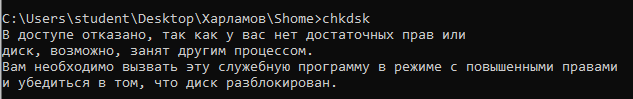 C:\Users\student\Desktop\Харламов\Shome>chkdsk
В доступе отказано, так как у вас нет достаточных прав или
диск, возможно, занят другим процессом.
Вам необходимо вызвать эту служебную программу в режиме с повышенными правами
и убедиться в том, что диск разблокирован.